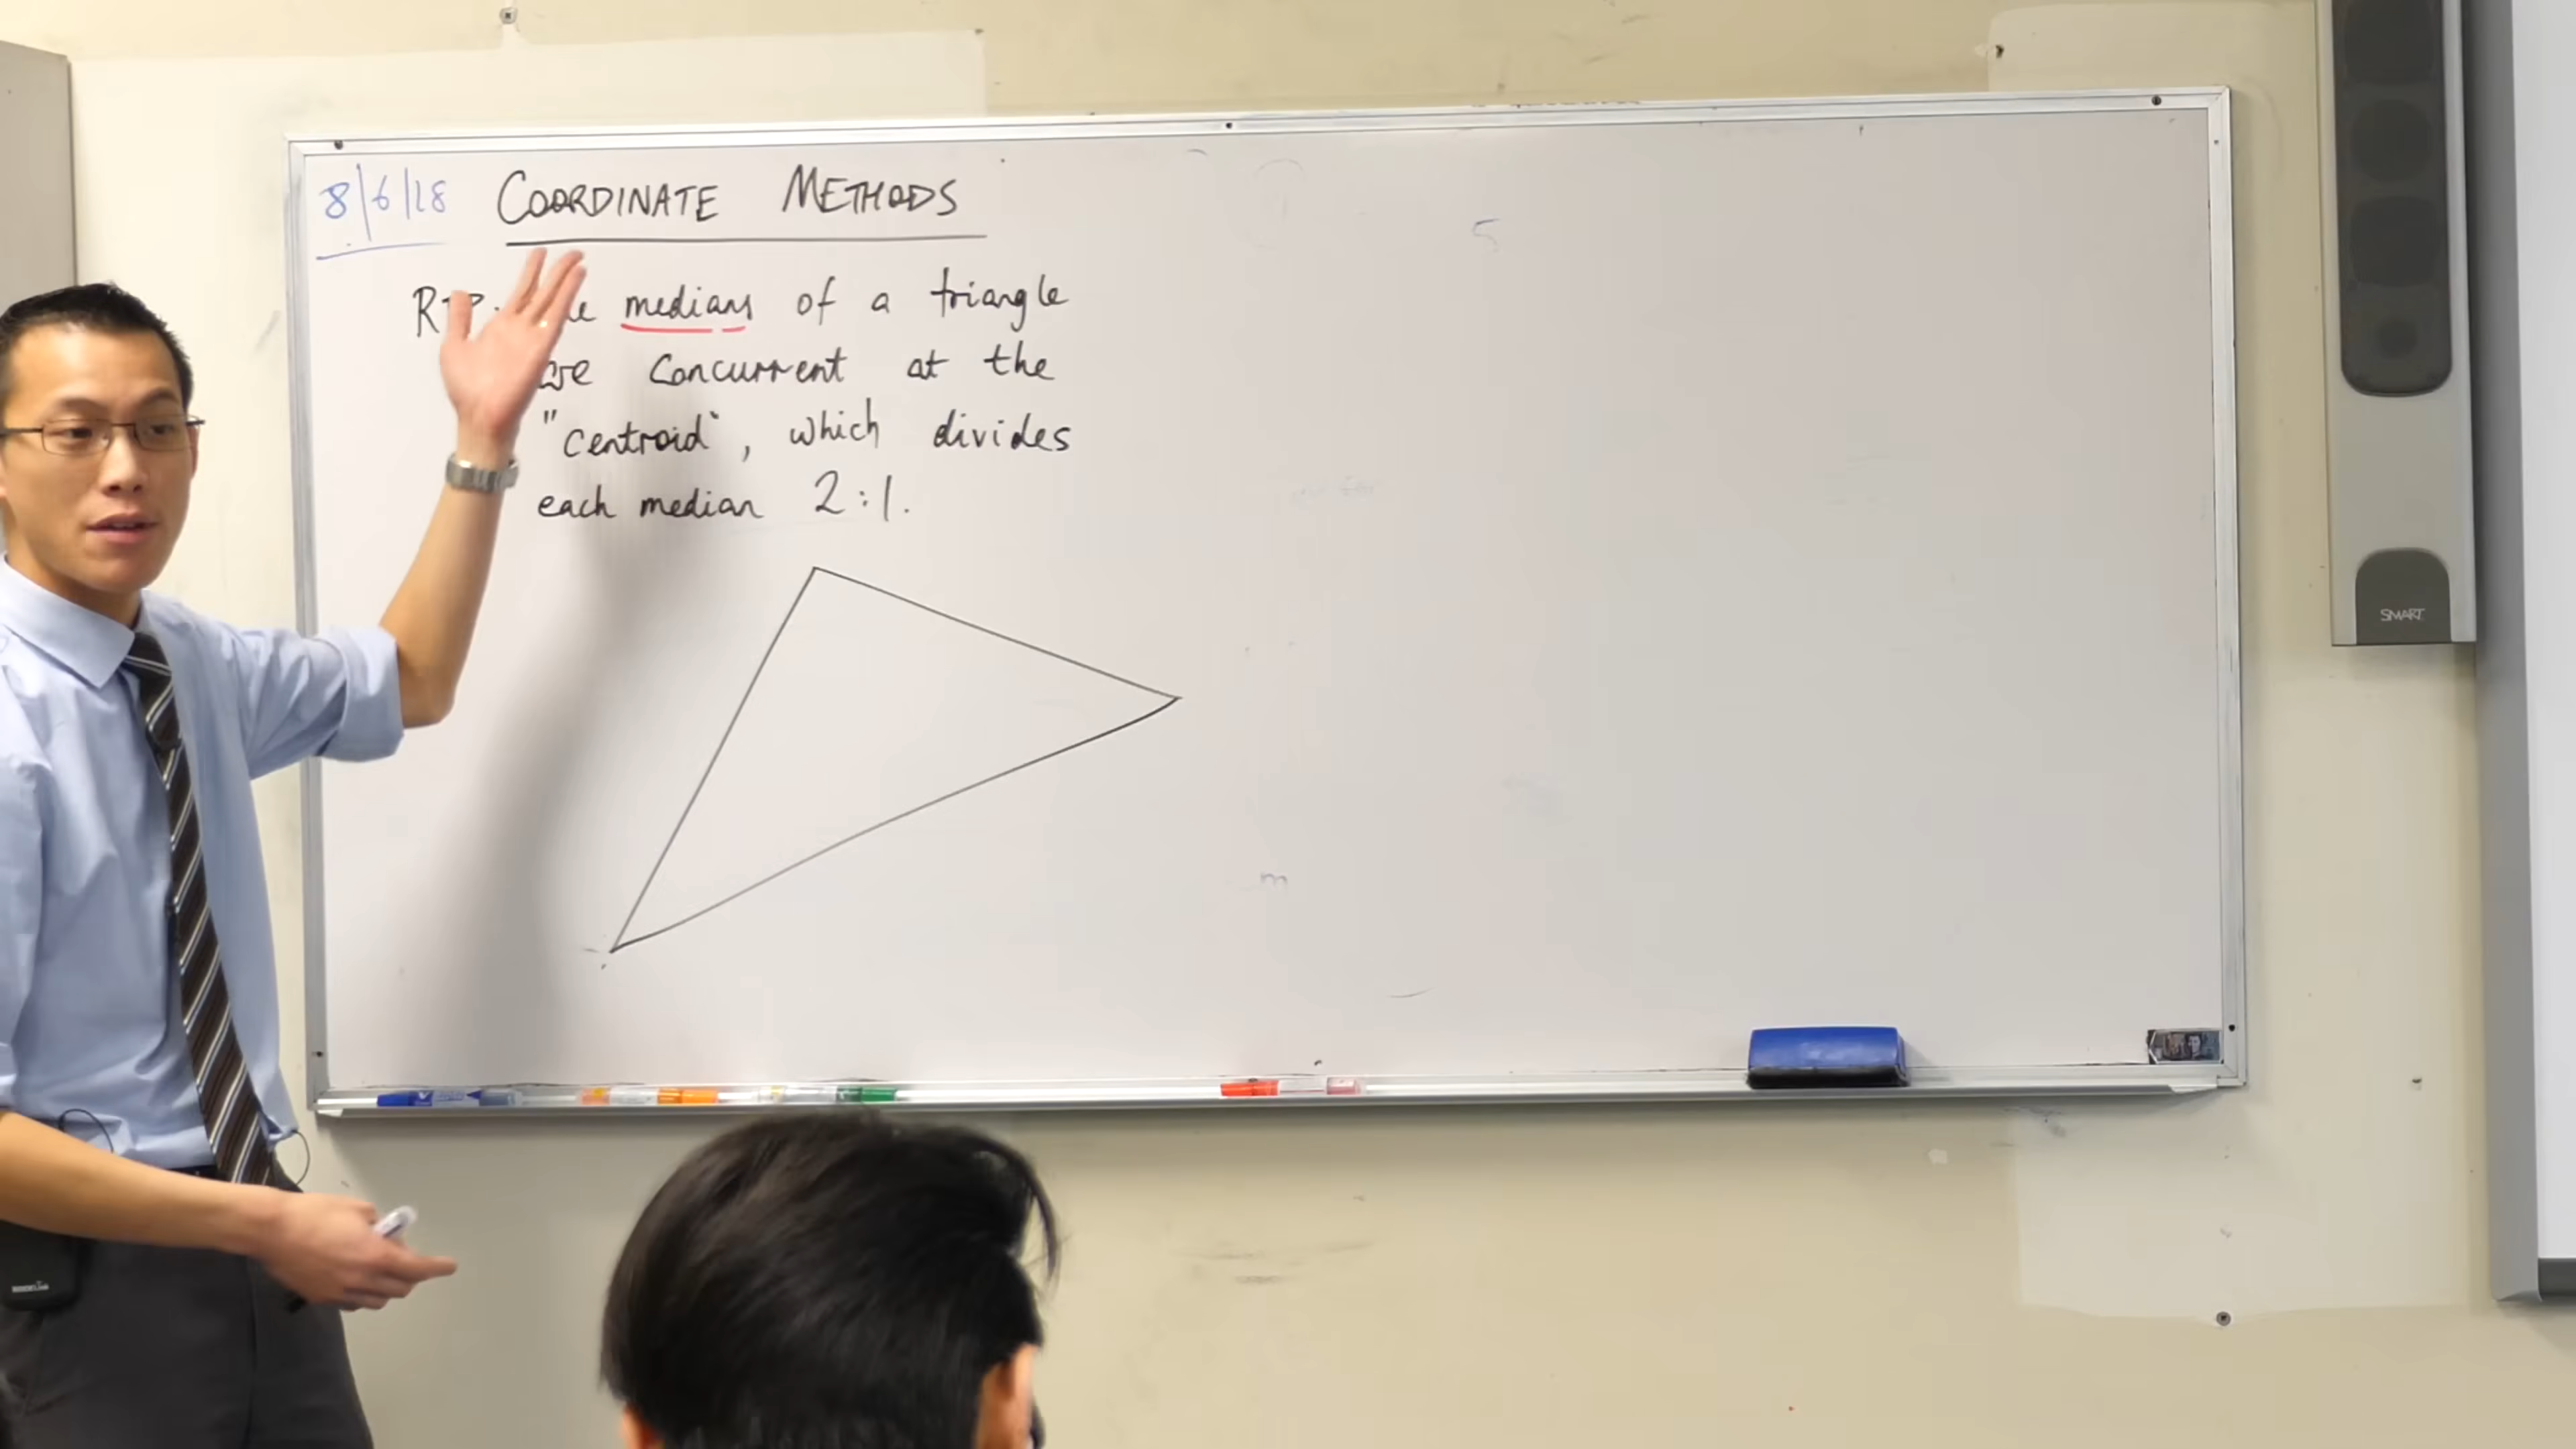 8/6/18 COORDINATE METHODS
medians of a triangle
are concurrent at the
"centroid", which divides
each median 2:1.
SMART